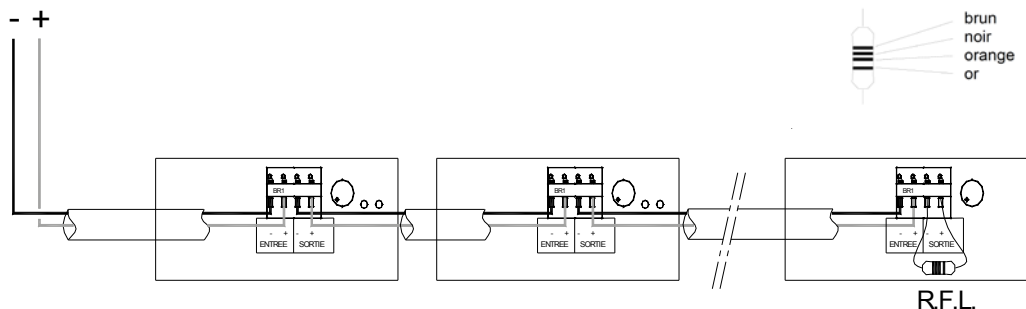 - +
brun
noir
orange
or
BR1
- + - +
ENTREE SORTIE
BR1
- + - +
ENTREE SORTIE
BR1
- + - +
ENTREE SORTIE
R.F.L.